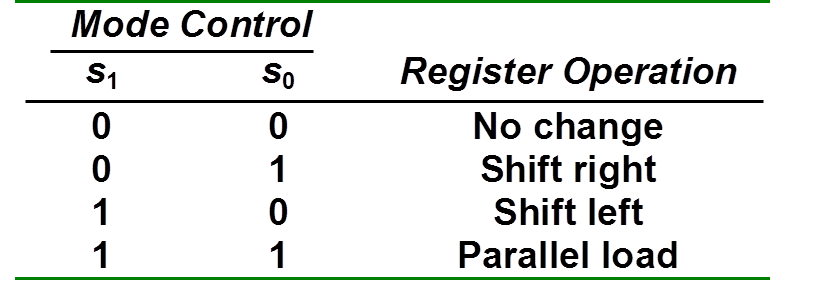 Mode Control
s1 s0 Register Operation
0 0 No change
0 1 Shift right
1 0 Shift left
1 1 Parallel load